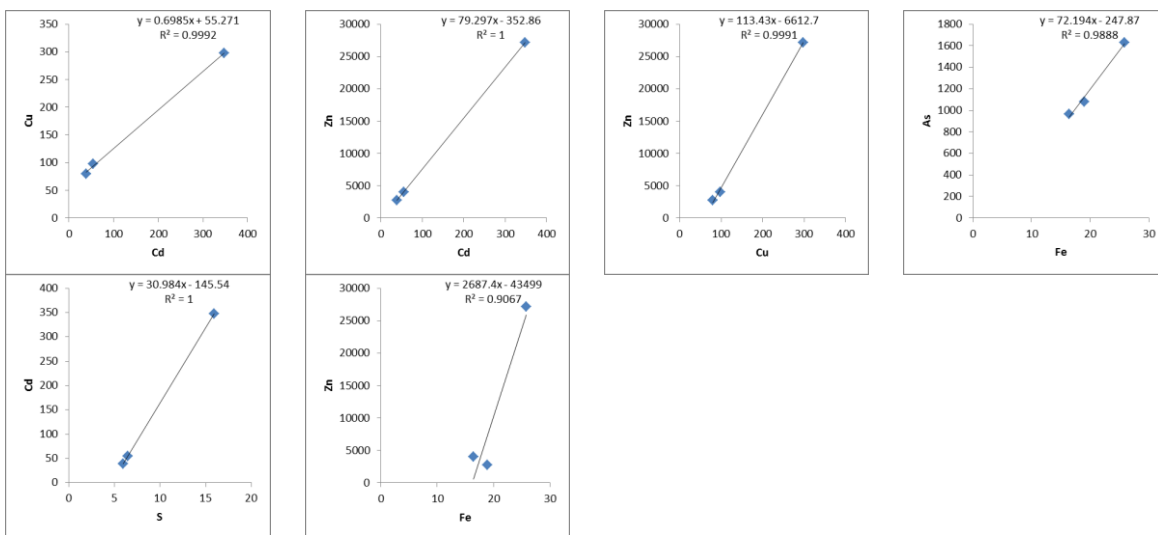 y = 0.6985x + 55.271
R² = 0.9992
350
300
250
200
150
100
50
0
Cu
0 100 200 300 400
Cd
y = 79.297x - 352.86
R² = 1
30000
25000
20000
15000
10000
5000
0
Zn
0 100 200 300 400
Cd
y = 113.43x - 6612.7
R² = 0.9991
30000
25000
20000
15000
10000
5000
0
Zn
0 100 200 300 400
Cu
y = 72.194x - 247.87
R² = 0.9888
1800
1600
1400
1200
1000
800
600
400
200
0
As
0 10 20 30
Fe
y = 30.984x - 145.54
R² = 1
400
350
300
250
200
150
100
50
0
Cd
0 5 10 15 20
S
y = 2687.4x - 43499
R² = 0.9067
30000
25000
20000
15000
10000
5000
0
Zn
0 10 20 30
Fe